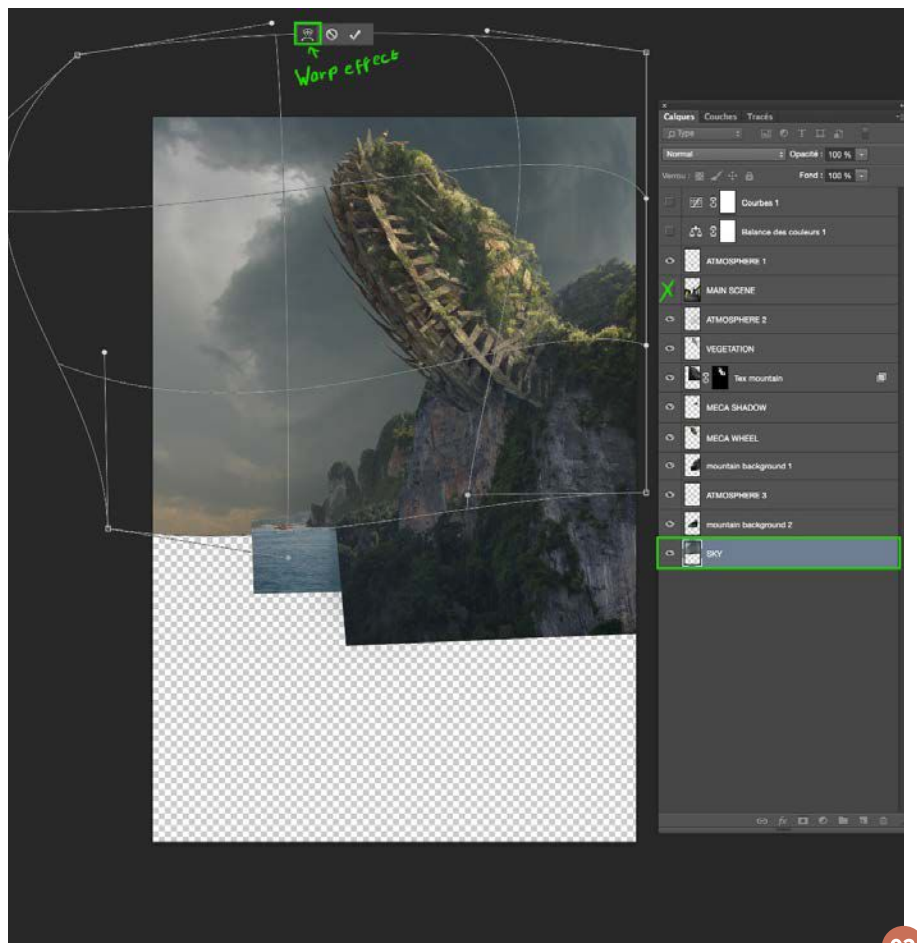 Warp effect
Calques Couches Tracés
Type
Normal Opacité : 100 %
Verrou : Fond : 100 %
Courbes 1
Balance des couleurs 1
ATMOSPHERE 1
X MAIN SCENE
ATMOSPHERE 2
VEGETATION
Tex mountain
MECA SHADOW
MECA WHEEL
mountain background 1
ATMOSPHERE 3
mountain background 2
SKY
fx